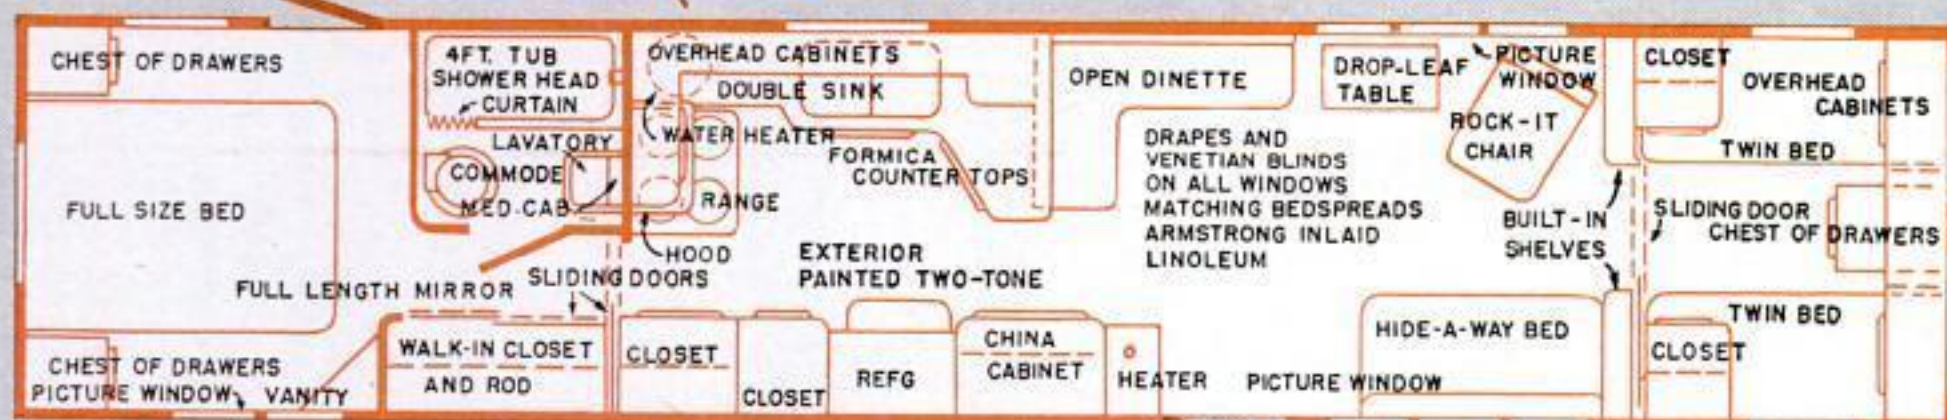 CHEST OF DRAWERS
FULL SIZE BED
FULL LENGTH MIRROR
CHEST OF DRAWERS
PICTURE WINDOW
VANITY
4FT. TUB
SHOWER HEAD
CURTAIN
LAVATORY
COMMODE
MED. CAB.
SLIDING DOORS
WALK-IN CLOSET
AND ROD
OVERHEAD CABINETS
DOUBLE SINK
WATER HEATER
FORMICA
COUNTER TOPS
RANGE
HOOD
EXTERIOR
PAINTED TWO-TONE
CLOSET
CLOSET
REFG
CHINA
CABINET
HEATER
OPEN DINETTE
DRAPES AND
VENETIAN BLINDS
ON ALL WINDOWS
MATCHING BEDSPREADS
ARMSTRONG INLAID
LINOLEUM
PICTURE WINDOW
DROP-LEAF
TABLE
PICTURE
WINDOW
ROCK-IT
CHAIR
BUILT-IN
SHELVES
HIDE-A-WAY BED
CLOSET
OVERHEAD
CABINETS
TWIN BED
SLIDING DOOR
CHEST OF DRAWERS
TWIN BED
CLOSET